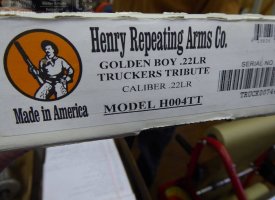 Henry Repeating Arms Co.
GOLDEN BOY .22LR
TRUCKERS TRIBUTE
CALIBER .22LR
MODEL H004TT
Made in America
SERIAL NO.